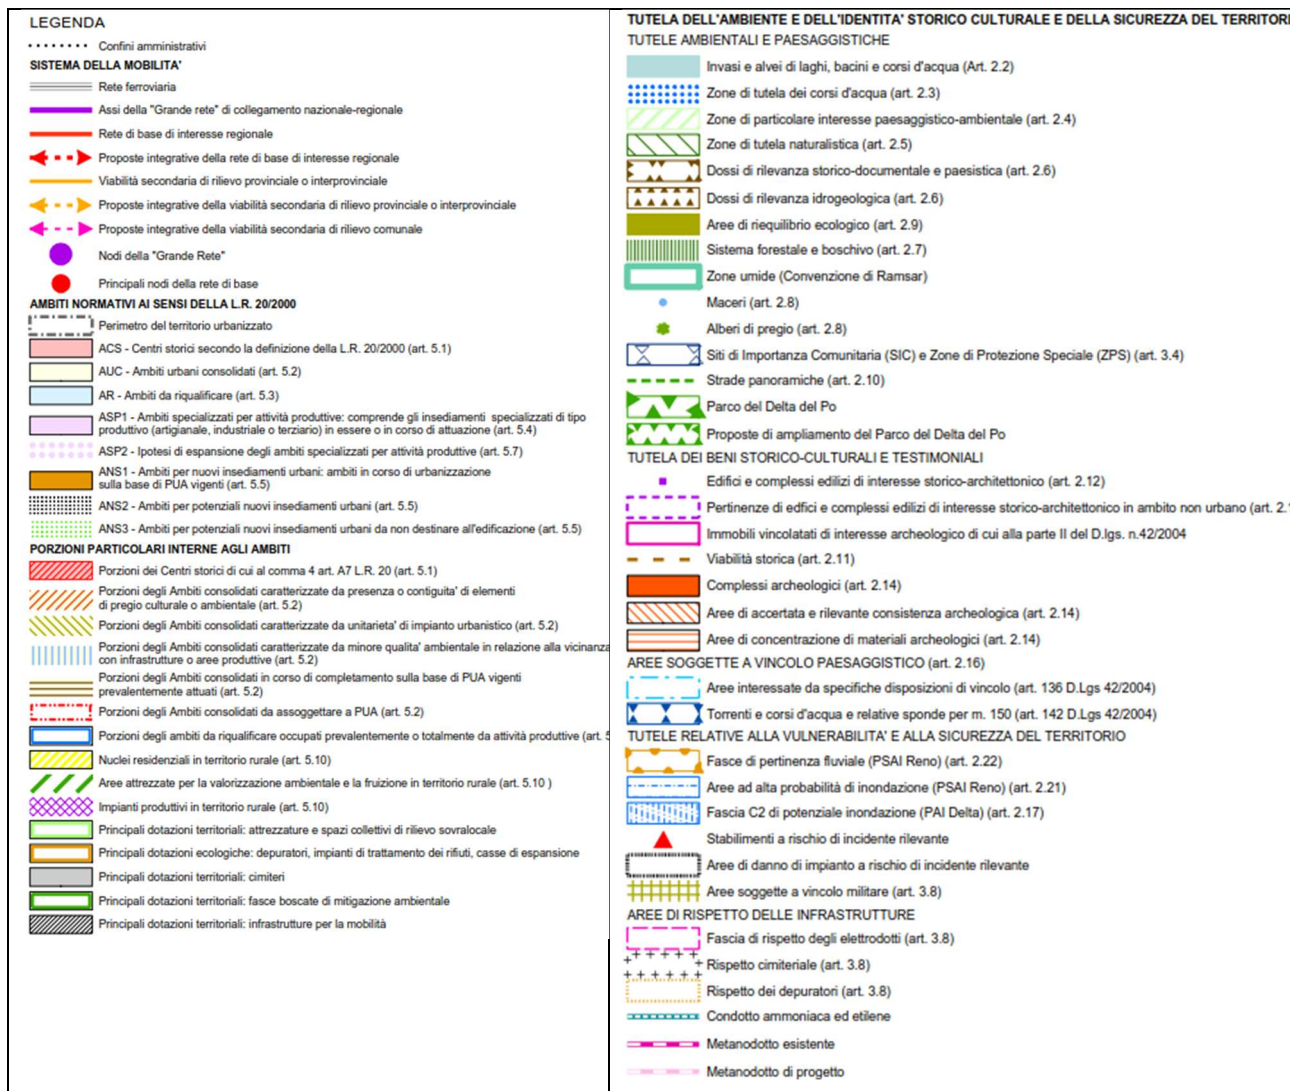 LEGENDA
Confini amministrativi
SISTEMA DELLA MOBILITA'
Rete ferroviaria
Assi della "Grande rete" di collegamento nazionale-regionale
Rete di base di interesse regionale
Proposte integrative della rete di base di interesse regionale
Viabilità secondaria di rilievo provinciale o interprovinciale
Proposte integrative della viabilità secondaria di rilievo provinciale o interprovinciale
Proposte integrative della viabilità secondaria di rilievo comunale
Nodi della "Grande Rete"
Principali nodi della rete di base
AMBITI NORMATIVI AI SENSI DELLA L.R. 20/2000
Perimetro del territorio urbanizzato
ACS - Centri storici secondo la definizione della L.R. 20/2000 (art. 5.1)
AUC - Ambiti urbani consolidati (art. 5.2)
AR - Ambiti da riqualificare (art. 5.3)
ASP1 - Ambiti specializzati per attività produttive: comprende gli insediamenti specializzati di tipo
produttivo (artigianale, industriale o terziario) in essere o in corso di attuazione (art. 5.4)
ASP2 - Ipotesi di espansione degli ambiti specializzati per attività produttive (art. 5.7)
ANS1 - Ambiti per nuovi insediamenti urbani: ambiti in corso di urbanizzazione
sulla base di PUA vigenti (art. 5.5)
ANS2 - Ambiti per potenziali nuovi insediamenti urbani (art. 5.5)
ANS3 - Ambiti per potenziali nuovi insediamenti urbani da non destinare all'edificazione (art. 5.5)
PORZIONI PARTICOLARI INTERNE AGLI AMBITI
Porzioni dei Centri storici di cui al comma 4 art. A7 L.R. 20 (art. 5.1)
Porzioni degli Ambiti consolidati caratterizzate da presenza o contiguita' di elementi
di pregio culturale o ambientale (art. 5.2)
Porzioni degli Ambiti consolidati caratterizzate da unitarieta' di impianto urbanistico (art. 5.2)
Porzioni degli Ambiti consolidati caratterizzate da minore qualita' ambientale in relazione alla vicinanza
con infrastrutture o aree produttive (art. 5.2)
Porzioni degli Ambiti consolidati in corso di completamento sulla base di PUA vigenti
prevalentemente attuati (art. 5.2)
Porzioni degli Ambiti consolidati da assoggettare a PUA (art. 5.2)
Porzioni degli ambiti da riqualificare occupati prevalentemente o totalmente da attività produttive (art. 5
Nuclei residenziali in territorio rurale (art. 5.10)
Aree attrezzate per la valorizzazione ambientale e la fruizione in territorio rurale (art. 5.10 )
Impianti produttivi in territorio rurale (art. 5.10)
Principali dotazioni territoriali: attrezzature e spazi collettivi di rilievo sovralocale
Principali dotazioni ecologiche: depuratori, impianti di trattamento dei rifiuti, casse di espansione
Principali dotazioni territoriali: cimiteri
Principali dotazioni territoriali: fasce boscate di mitigazione ambientale
Principali dotazioni territoriali: infrastrutture per la mobilità
TUTELA DELL'AMBIENTE E DELL'IDENTITA' STORICO CULTURALE E DELLA SICUREZZA DEL TERRITORI
TUTELE AMBIENTALI E PAESAGGISTICHE
Invasi e alvei di laghi, bacini e corsi d'acqua (Art. 2.2)
Zone di tutela dei corsi d'acqua (art. 2.3)
Zone di particolare interesse paesaggistico-ambientale (art. 2.4)
Zone di tutela naturalistica (art. 2.5)
Dossi di rilevanza storico-documentale e paesistica (art. 2.6)
Dossi di rilevanza idrogeologica (art. 2.6)
Aree di riequilibrio ecologico (art. 2.9)
Sistema forestale e boschivo (art. 2.7)
Zone umide (Convenzione di Ramsar)
Maceri (art. 2.8)
Alberi di pregio (art. 2.8)
Siti di Importanza Comunitaria (SIC) e Zone di Protezione Speciale (ZPS) (art. 3.4)
Strade panoramiche (art. 2.10)
Parco del Delta del Po
Proposte di ampliamento del Parco del Delta del Po
TUTELA DEI BENI STORICO-CULTURALI E TESTIMONIALI
Edifici e complessi edilizi di interesse storico-architettonico (art. 2.12)
Pertinenze di edfici e complessi edilizi di interesse storico-architettonico in ambito non urbano (art. 2.1
Immobili vincolatati di interesse archeologico di cui alla parte II del D.lgs. n.42/2004
Viabilità storica (art. 2.11)
Complessi archeologici (art. 2.14)
Aree di accertata e rilevante consistenza archeologica (art. 2.14)
Aree di concentrazione di materiali archeologici (art. 2.14)
AREE SOGGETTE A VINCOLO PAESAGGISTICO (art. 2.16)
Aree interessate da specifiche disposizioni di vincolo (art. 136 D.Lgs 42/2004)
Torrenti e corsi d'acqua e relative sponde per m. 150 (art. 142 D.Lgs 42/2004)
TUTELE RELATIVE ALLA VULNERABILITA' E ALLA SICUREZZA DEL TERRITORIO
Fasce di pertinenza fluviale (PSAI Reno) (art. 2.22)
Aree ad alta probabilità di inondazione (PSAI Reno) (art. 2.21)
Fascia C2 di potenziale inondazione (PAI Delta) (art. 2.17)
Stabilimenti a rischio di incidente rilevante
Aree di danno di impianto a rischio di incidente rilevante
Aree soggette a vincolo militare (art. 3.8)
AREE DI RISPETTO DELLE INFRASTRUTTURE
Fascia di rispetto degli elettrodotti (art. 3.8)
Rispetto cimiteriale (art. 3.8)
Rispetto dei depuratori (art. 3.8)
Condotto ammoniaca ed etilene
Metanodotto esistente
Metanodotto di progetto